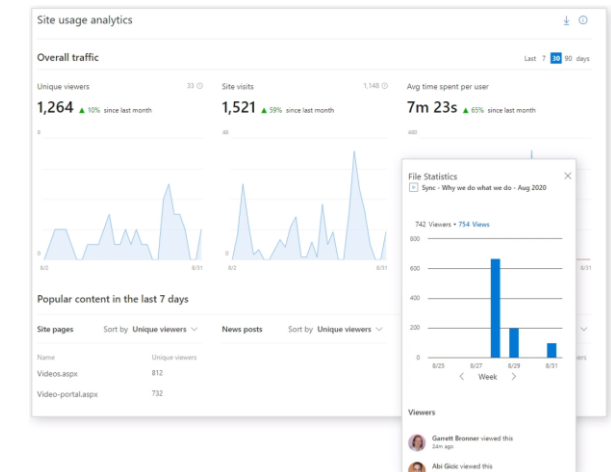 Site usage analytics
Overall traffic
Last 7 30 90 days
Unique viewers 33
1,264 ▲ 10% since last month
8
0
8/2 8/31
Site visits 1,148
1,521 ▲ 59% since last month
48
0
8/2 8/31
Avg time spent per user
7m 23s ▲ 65% since last month
8/31
Popular content in the last 7 days
Site pages Sort by Unique viewers
Name Unique viewers
Videos.aspx 812
Video-portal.aspx 732
News posts Sort by Unique viewers
File Statistics
Sync - Why we do what we do - Aug 2020
742 Viewers • 754 Views
800
600
400
200
0
8/25 8/27 8/29 8/31
Week
Viewers
Garrett Bronner viewed this
24m ago
viewed this